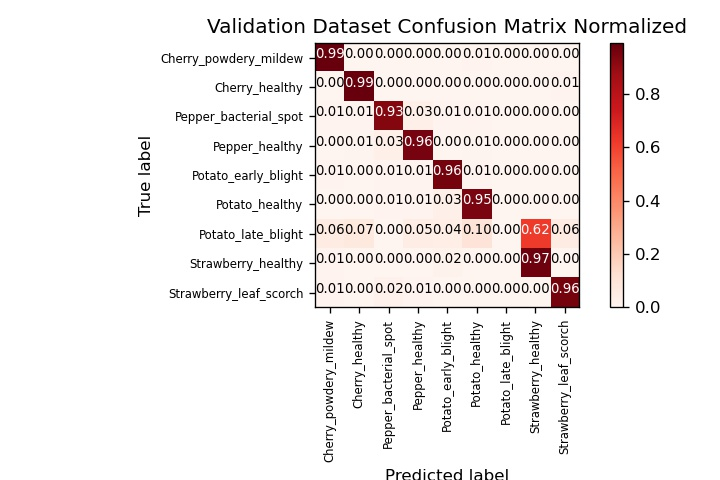 Validation Dataset Confusion Matrix Normalized
True label
Cherry_powdery_mildew 0.99 0.00 0.00 0.00 0.00 0.01 0.00 0.00 0.00
Cherry_healthy 0.00 0.99 0.00 0.00 0.00 0.00 0.00 0.00 0.01
Pepper_bacterial_spot 0.01 0.01 0.93 0.03 0.01 0.01 0.00 0.00 0.00
Pepper_healthy 0.00 0.01 0.03 0.96 0.00 0.01 0.00 0.00 0.00
Potato_early_blight 0.01 0.00 0.01 0.01 0.96 0.01 0.00 0.00 0.00
Potato_healthy 0.00 0.00 0.01 0.01 0.03 0.95 0.00 0.00 0.00
Potato_late_blight 0.06 0.07 0.00 0.05 0.04 0.10 0.00 0.62 0.06
Strawberry_healthy 0.01 0.00 0.00 0.00 0.02 0.00 0.00 0.97 0.00
Strawberry_leaf_scorch 0.01 0.00 0.02 0.01 0.00 0.00 0.00 0.00 0.96
Cherry_powdery_mildew
Cherry_healthy
Pepper_bacterial_spot
Pepper_healthy
Potato_early_blight
Potato_healthy
Potato_late_blight
Strawberry_healthy
Strawberry_leaf_scorch
Predicted label
0.8
0.6
0.4
0.2
0.0